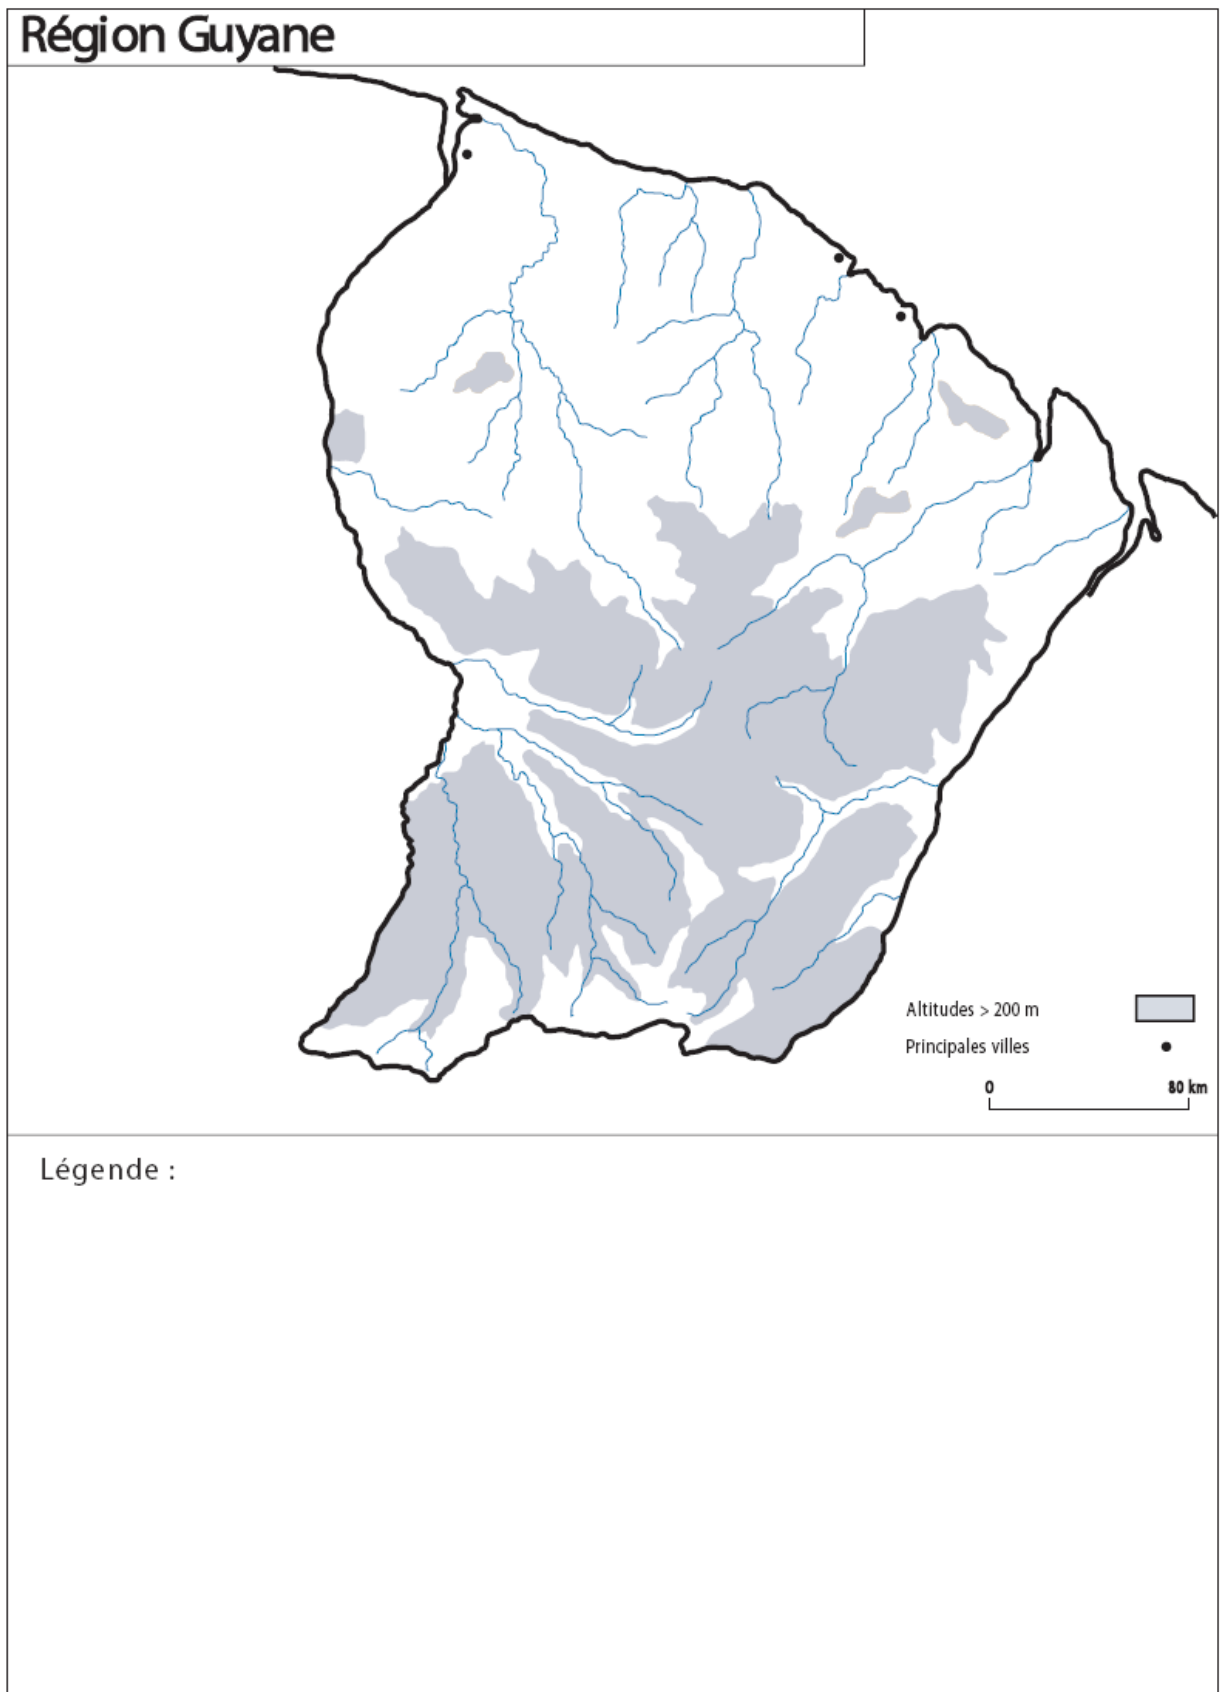 Région Guyane
Altitudes > 200 m
Principales villes
0 80 km
Légende :